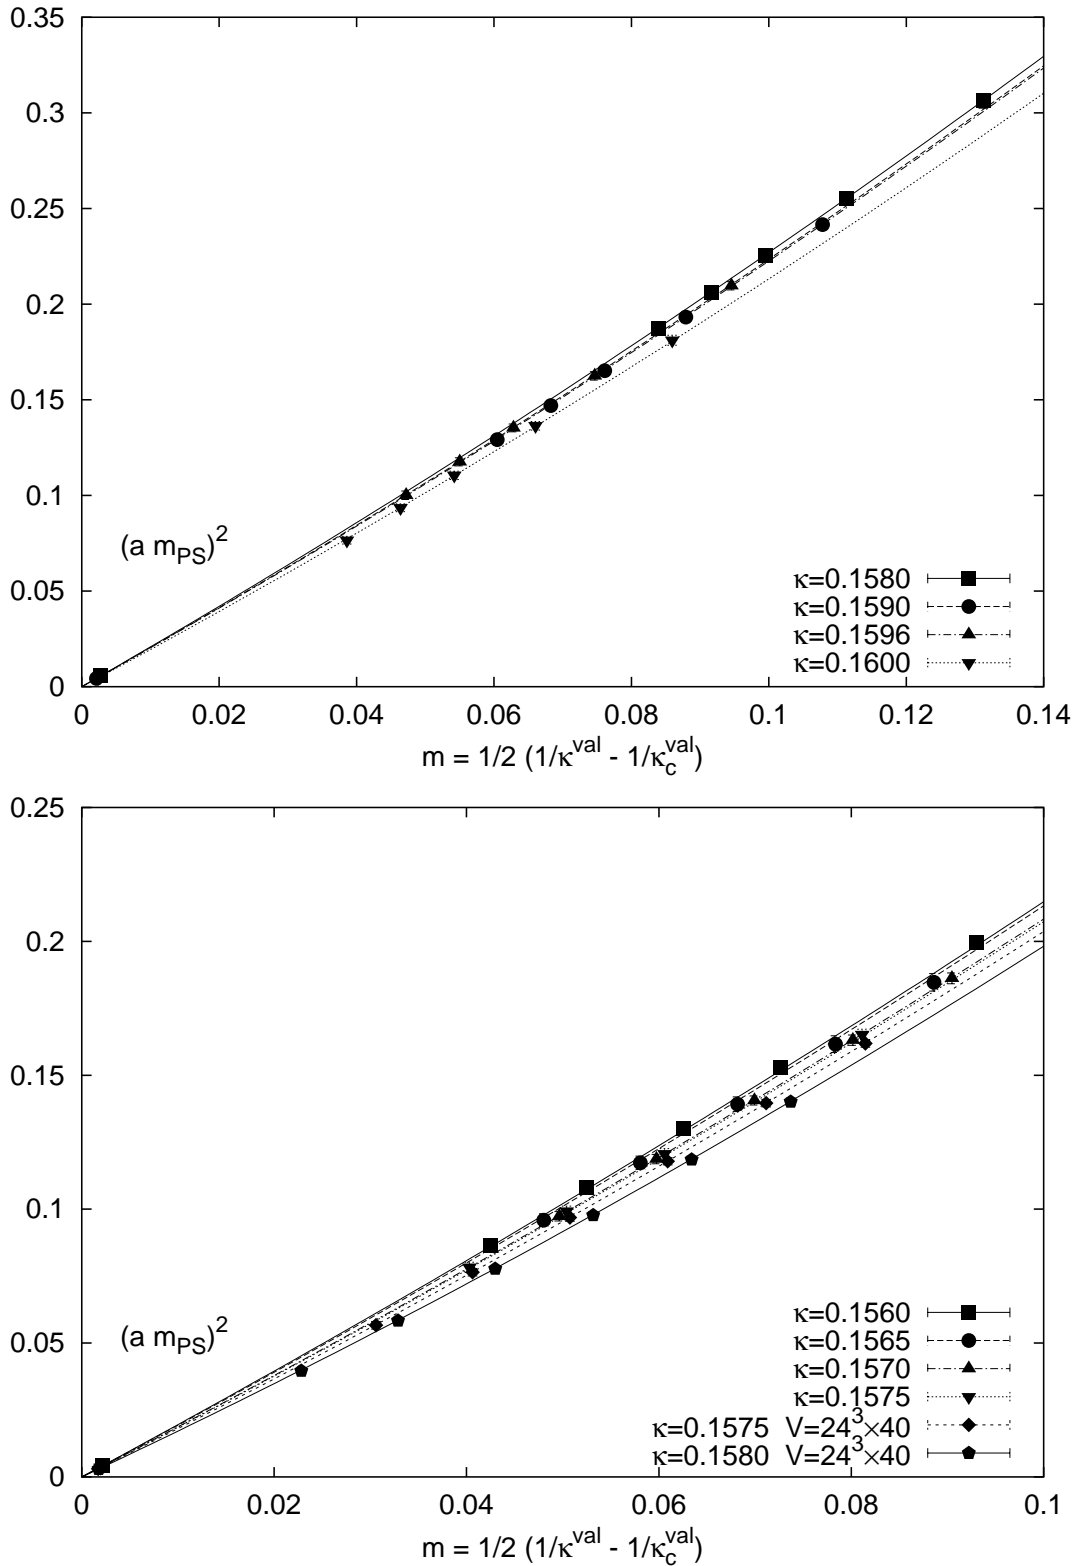 0.35
0.3
0.25
0.2
0.15
0.1
0.05
0
(a m_PS)^2
κ=0.1580
κ=0.1590
κ=0.1596
κ=0.1600
0 0.02 0.04 0.06 0.08 0.1 0.12 0.14
m = 1/2 (1/κ^val - 1/κ_c^val)
0.25
0.2
0.15
0.1
0.05
0
(a m_PS)^2
κ=0.1560
κ=0.1565
κ=0.1570
κ=0.1575
κ=0.1575 V=24^3×40
κ=0.1580 V=24^3×40
0 0.02 0.04 0.06 0.08 0.1
m = 1/2 (1/κ^val - 1/κ_c^val)